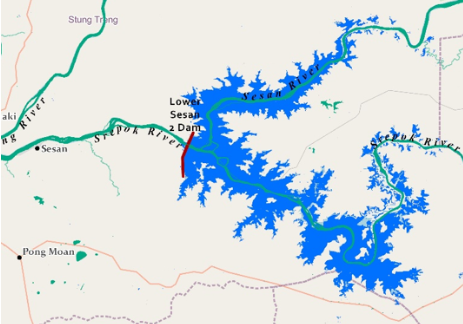 Stung Treng
Sesan River
Lower
Sesan
2 Dam
aki
ng River
Srepok River
Srepok River
Sesan
Pong Moan